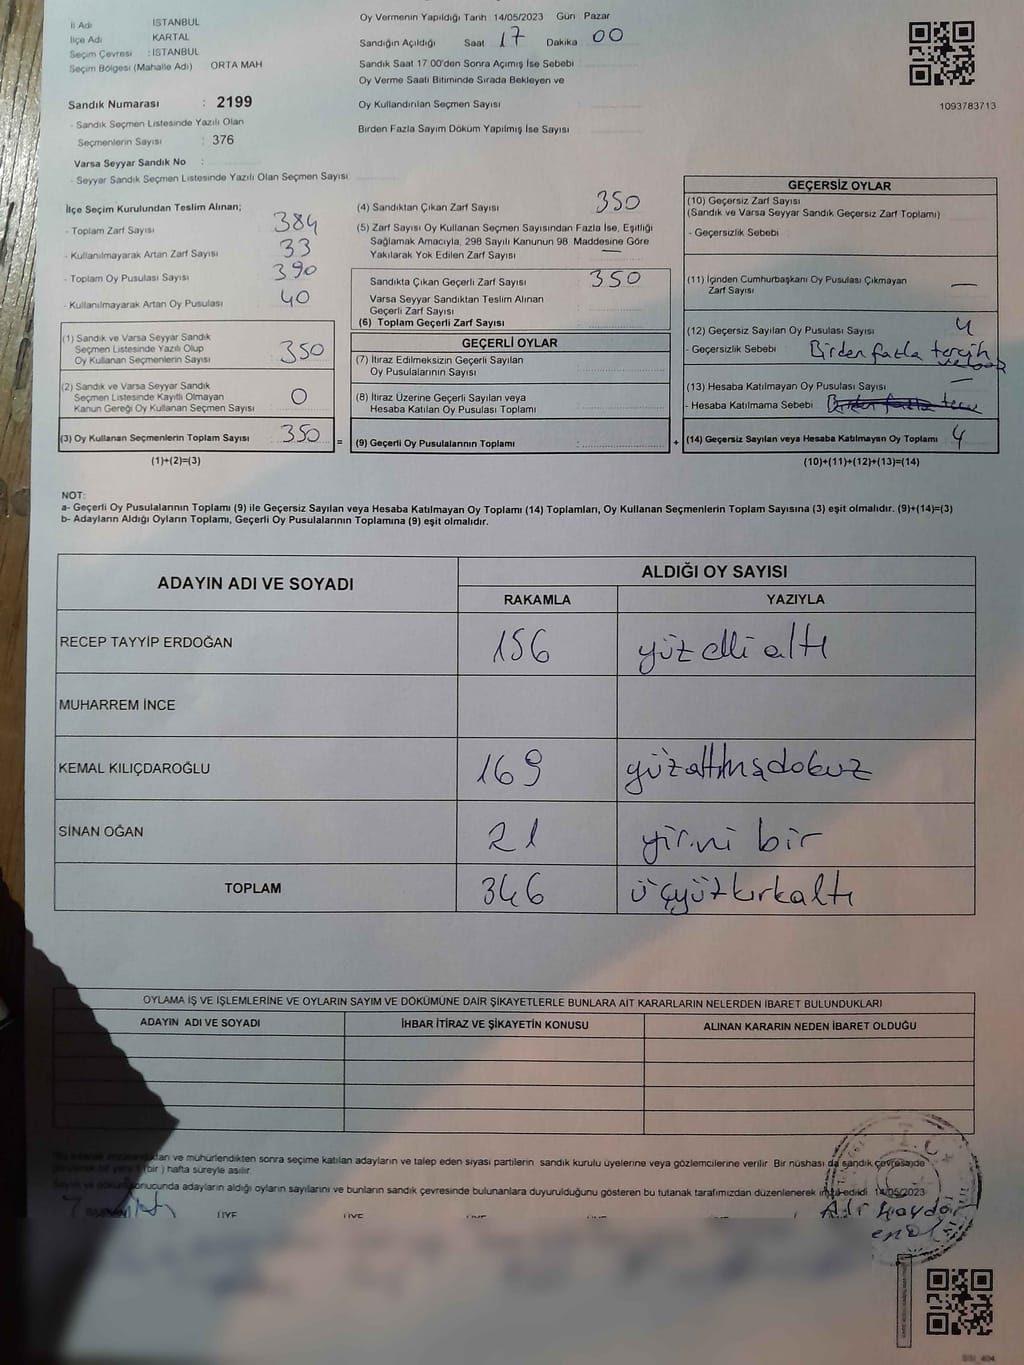 İl Adı İSTANBUL
İlçe Adı KARTAL
Seçim Çevresi : İSTANBUL
Seçim Bölgesi (Mahalle Adı) ORTA MAH
Sandık Numarası : 2199
- Sandık Seçmen Listesinde Yazılı Olan
Seçmenlerin Sayısı : 376
Varsa Seyyar Sandık No :
- Seyyar Sandık Seçmen Listesinde Yazılı Olan Seçmen Sayısı
Oy Vermenin Yapıldığı Tarih 14/05/2023 Gün Pazar
Sandığın Açıldığı Saat 17 Dakika 00
Sandık Saat 17:00'den Sonra Açılmış İse Sebebi
Oy Verme Saati Bitiminde Sırada Bekleyen ve
Oy Kullandırılan Seçmen Sayısı
Birden Fazla Sayım Döküm Yapılmış İse Sayısı
1093783713
İlçe Seçim Kurulundan Teslim Alınan;
- Toplam Zarf Sayısı 384
- Kullanılmayarak Artan Zarf Sayısı 33
- Toplam Oy Pusulası Sayısı 390
- Kullanılmayarak Artan Oy Pusulası 40
(1) Sandık ve Varsa Seyyar Sandık
Seçmen Listesinde Yazılı Olup
Oy Kullanan Seçmenlerin Sayısı 350
(2) Sandık ve Varsa Seyyar Sandık
Seçmen Listesinde Kayıtlı Olmayan
Kanun Gereği Oy Kullanan Seçmen Sayısı 0
(3) Oy Kullanan Seçmenlerin Toplam Sayısı 350 =
(1)+(2)=(3)
(4) Sandıktan Çıkan Zarf Sayısı 350
(5) Zarf Sayısı Oy Kullanan Seçmen Sayısından Fazla İse, Eşitliği
Sağlamak Amacıyla, 298 Sayılı Kanunun 98. Maddesine Göre
Yakılarak Yok Edilen Zarf Sayısı —
Sandıkta Çıkan Geçerli Zarf Sayısı 350
Varsa Seyyar Sandıktan Teslim Alınan
Geçerli Zarf Sayısı
(6) Toplam Geçerli Zarf Sayısı
GEÇERLİ OYLAR
(7) İtiraz Edilmeksizin Geçerli Sayılan
Oy Pusulalarının Sayısı
(8) İtiraz Üzerine Geçerli Sayılan veya
Hesaba Katılan Oy Pusulası Toplamı
(9) Geçerli Oy Pusulalarının Toplamı +
GEÇERSİZ OYLAR
(10) Geçersiz Zarf Sayısı
(Sandık ve Varsa Seyyar Sandık Geçersiz Zarf Toplamı)
- Geçersizlik Sebebi
(11) İçinden Cumhurbaşkanı Oy Pusulası Çıkmayan
Zarf Sayısı —
(12) Geçersiz Sayılan Oy Pusulası Sayısı 4
- Geçersizlik Sebebi Birden fazla tercih
(13) Hesaba Katılmayan Oy Pusulası Sayısı —
- Hesaba Katılmama Sebebi
(14) Geçersiz Sayılan veya Hesaba Katılmayan Oy Toplamı 4
(10)+(11)+(12)+(13)=(14)
NOT:
a- Geçerli Oy Pusulalarının Toplamı (9) ile Geçersiz Sayılan veya Hesaba Katılmayan Oy Toplamı (14) Toplamları, Oy Kullanan Seçmenlerin Toplam Sayısına (3) eşit olmalıdır. (9)+(14)=(3)
b- Adayların Aldığı Oyların Toplamı, Geçerli Oy Pusulalarının Toplamına (9) eşit olmalıdır.
ADAYIN ADI VE SOYADI ALDIĞI OY SAYISI
RAKAMLA YAZIYLA
RECEP TAYYİP ERDOĞAN 156 yüz elli altı
MUHARREM İNCE
KEMAL KILIÇDAROĞLU 169 yüzaltmışdokuz
SİNAN OĞAN 21 yirmi bir
TOPLAM 346 üçyüzkırkaltı
OYLAMA İŞ VE İŞLEMLERİNE VE OYLARIN SAYIM VE DÖKÜMÜNE DAİR ŞİKAYETLERLE BUNLARA AİT KARARLARIN NELERDEN İBARET BULUNDUKLARI
ADAYIN ADI VE SOYADI İHBAR İTİRAZ VE ŞİKAYETİN KONUSU ALINAN KARARIN NEDEN İBARET OLDUĞU
ve mühürlendikten sonra seçime katılan adayların ve talep eden siyasi partilerin sandık kurulu üyelerine veya gözlemcilerine verilir. Bir nüshası da sandık çevresinde
(bir) hafta süreyle asılır.
sonucunda adayların aldığı oyların sayılarını ve bunların sandık çevresinde bulunanlara duyurulduğunu gösteren bu tutanak tarafımızdan düzenlenerek imza edildi 14/05/2023
ÜYE ÜYE ÜYE ÜYE
Ali Haydar